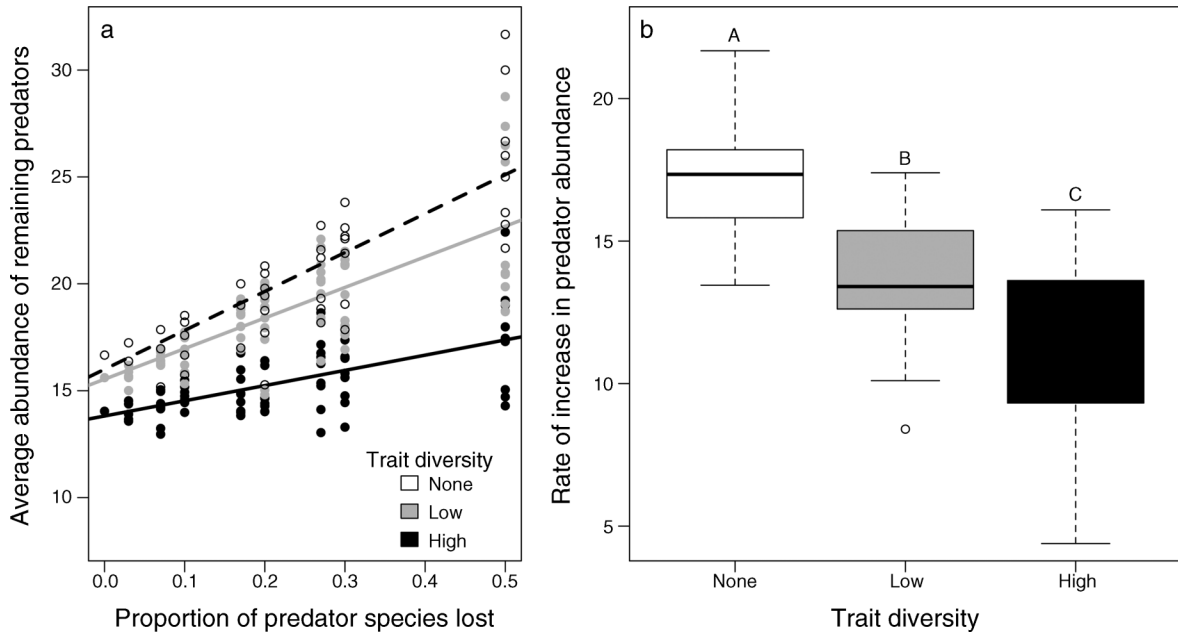 a
Average abundance of remaining predators
30
25
20
15
10
Trait diversity
None
Low
High
0.0 0.1 0.2 0.3 0.4 0.5
Proportion of predator species lost
b
Rate of increase in predator abundance
20
15
10
5
A
B
C
None Low High
Trait diversity